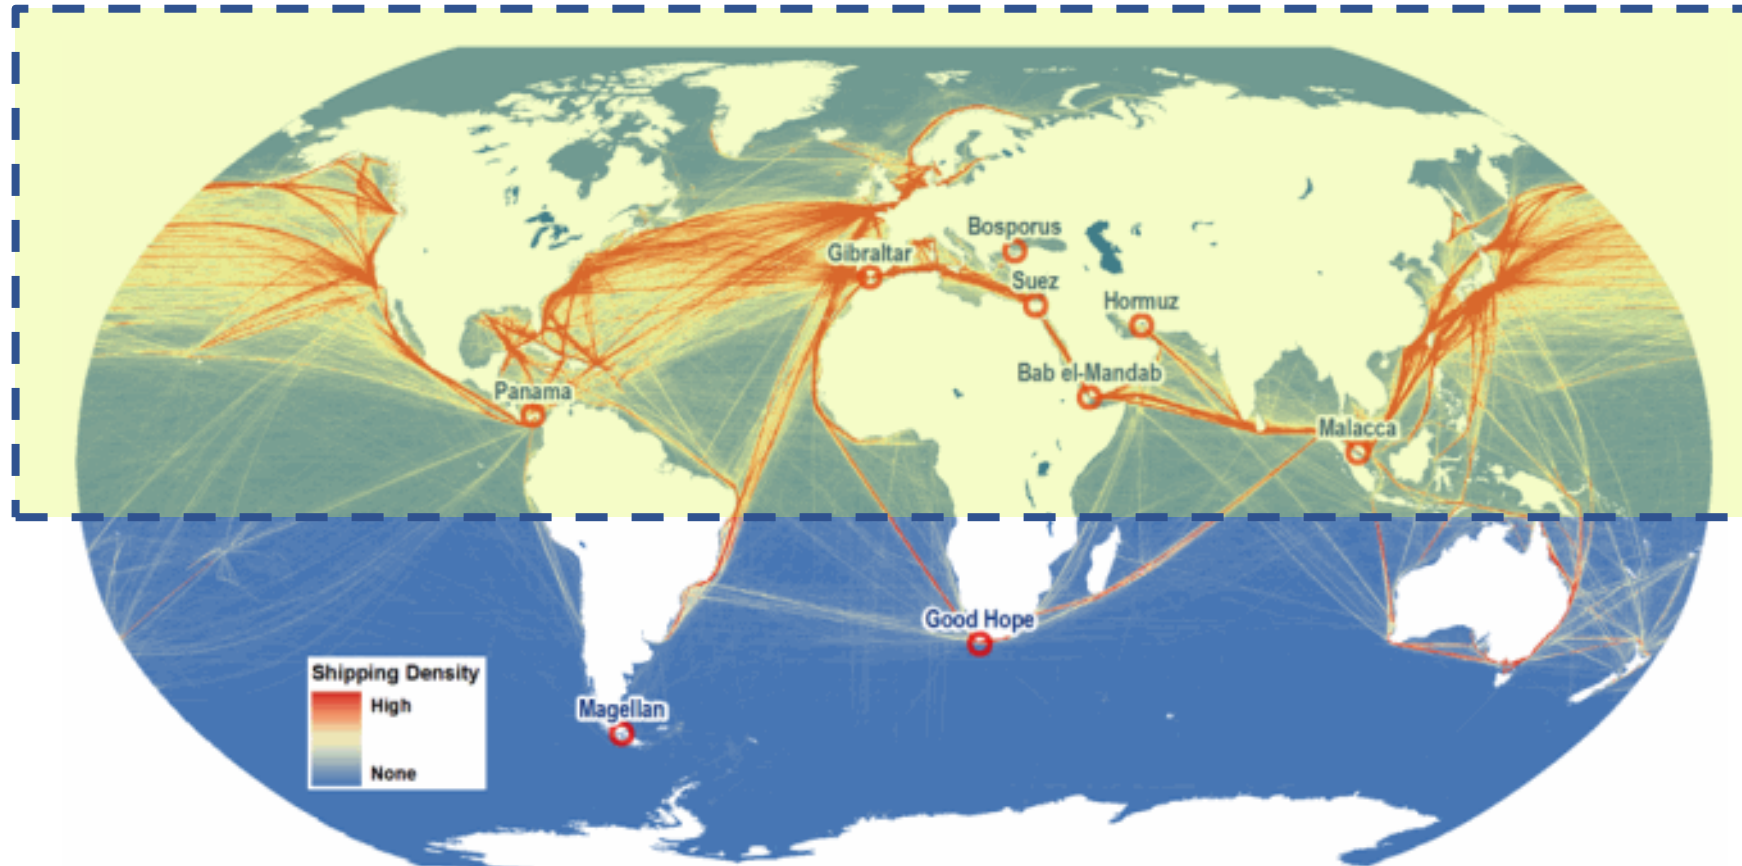 Bosporus
Gibraltar
Suez
Hormuz
Bab el-Mandab
Panama
Malacca
Good Hope
Shipping Density
High
None
Magellan